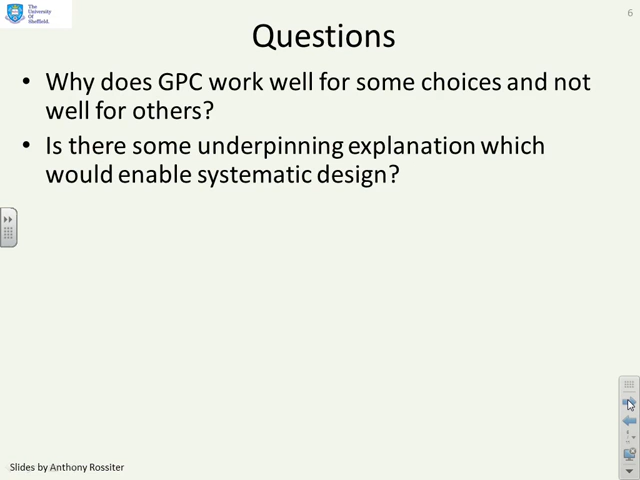 The
University
Of
Sheffield.
6
Questions
• Why does GPC work well for some choices and not
well for others?
• Is there some underpinning explanation which
would enable systematic design?
Slides by Anthony Rossiter